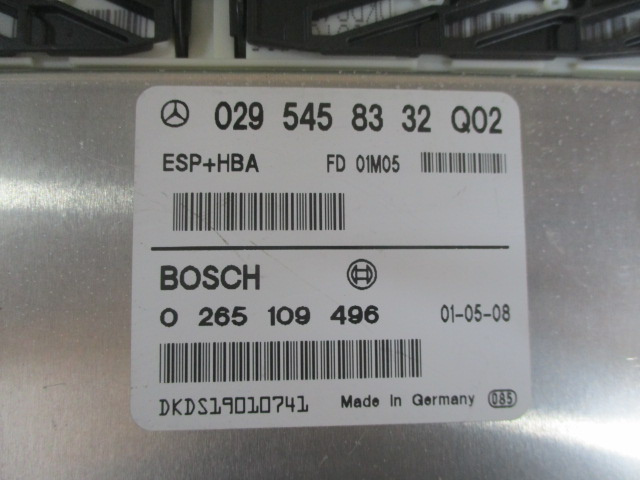 029 545 83 32 Q02
ESP+HBA FD 01M05
BOSCH
0 265 109 496 01-05-08
DKDS19010741 Made in Germany 085